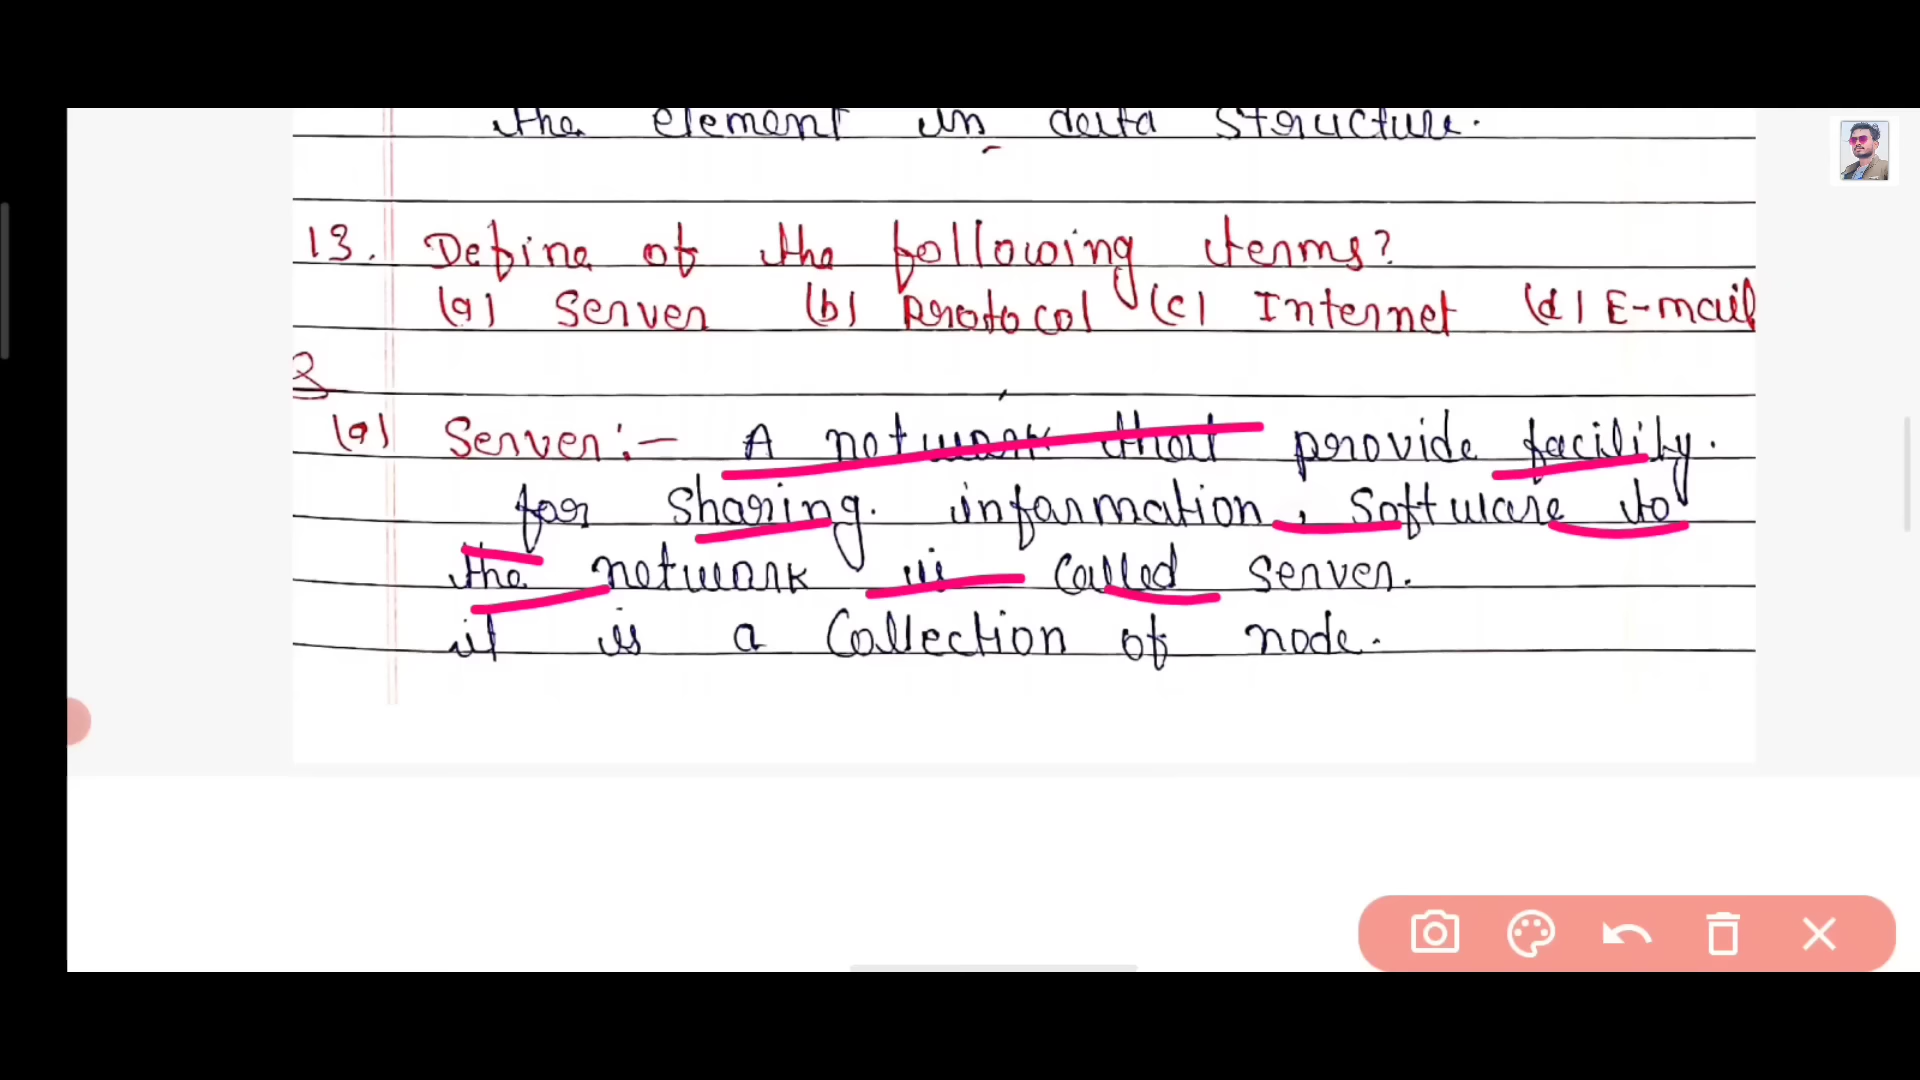 the element in data structure.
13. Define of the following terms?
(a) Server (b) Protocol (c) Internet (d) E-mail
(a) Server:- A network that provide facility.
for sharing. information, software to
the network is called server.
it is a collection of node.